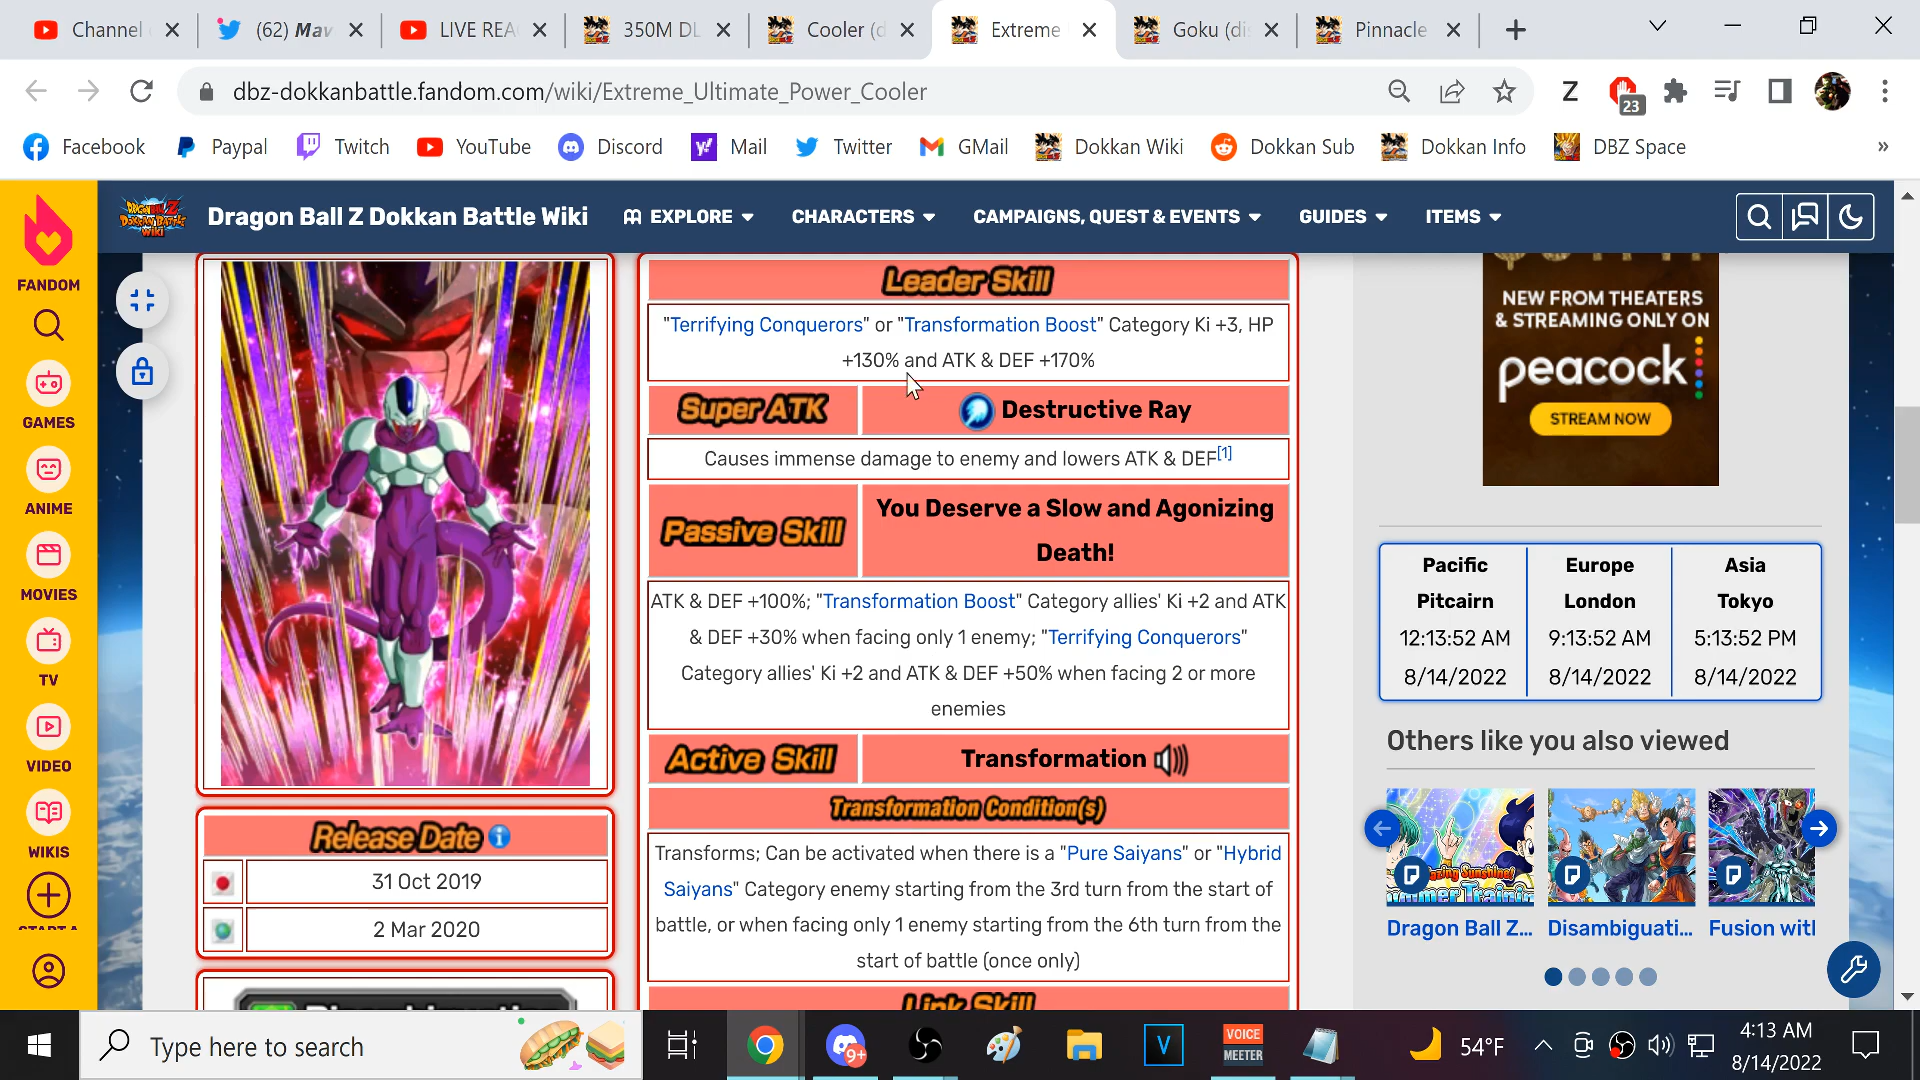 Channel
(62) Mav
LIVE REA
350M DL
Cooler (d
Extreme
Goku (di
Pinnacle
dbz-dokkanbattle.fandom.com/wiki/Extreme_Ultimate_Power_Cooler
Z
23
Facebook
Paypal
Twitch
YouTube
Discord
Mail
Twitter
GMail
Dokkan Wiki
Dokkan Sub
Dokkan Info
DBZ Space
»
FANDOM
GAMES
ANIME
MOVIES
TV
VIDEO
WIKIS
START A
Dragon Ball Z Dokkan Battle Wiki
EXPLORE
CHARACTERS
CAMPAIGNS, QUEST & EVENTS
GUIDES
ITEMS
Release Date
31 Oct 2019
2 Mar 2020
Leader Skill
"Terrifying Conquerors" or "Transformation Boost" Category Ki +3, HP
+130% and ATK & DEF +170%
Super ATK
Destructive Ray
Causes immense damage to enemy and lowers ATK & DEF[1]
Passive Skill
You Deserve a Slow and Agonizing
Death!
ATK & DEF +100%; "Transformation Boost" Category allies' Ki +2 and ATK
& DEF +30% when facing only 1 enemy; "Terrifying Conquerors"
Category allies' Ki +2 and ATK & DEF +50% when facing 2 or more
enemies
Active Skill
Transformation
Transformation Condition(s)
Transforms; Can be activated when there is a "Pure Saiyans" or "Hybrid
Saiyans" Category enemy starting from the 3rd turn from the start of
battle, or when facing only 1 enemy starting from the 6th turn from the
start of battle (once only)
Link Skill
NEW FROM THEATERS
& STREAMING ONLY ON
peacock
STREAM NOW
Pacific
Pitcairn
12:13:52 AM
8/14/2022
Europe
London
9:13:52 AM
8/14/2022
Asia
Tokyo
5:13:52 PM
8/14/2022
Others like you also viewed
Dragon Ball Z...
Disambiguati...
Fusion with
Type here to search
9+
V
VOICE
MEETER
54°F
4:13 AM
8/14/2022